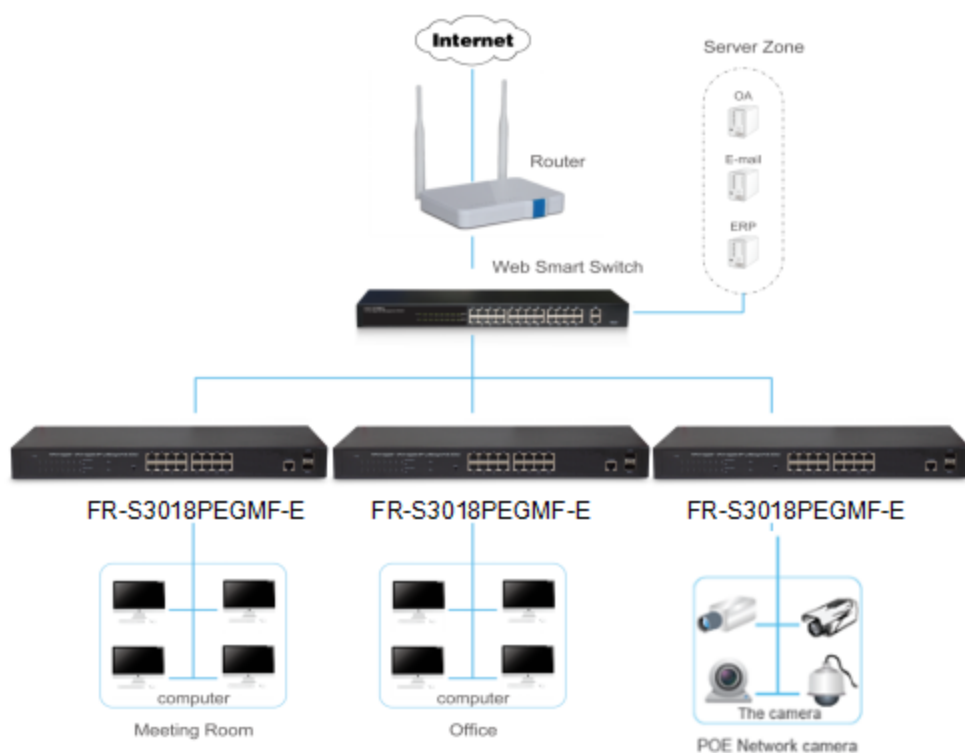 Internet
Server Zone
OA
E-mail
ERP
Router
Web Smart Switch
FR-S3018PEGMF-E
FR-S3018PEGMF-E
FR-S3018PEGMF-E
computer
computer
The camera
Meeting Room
Office
POE Network camera